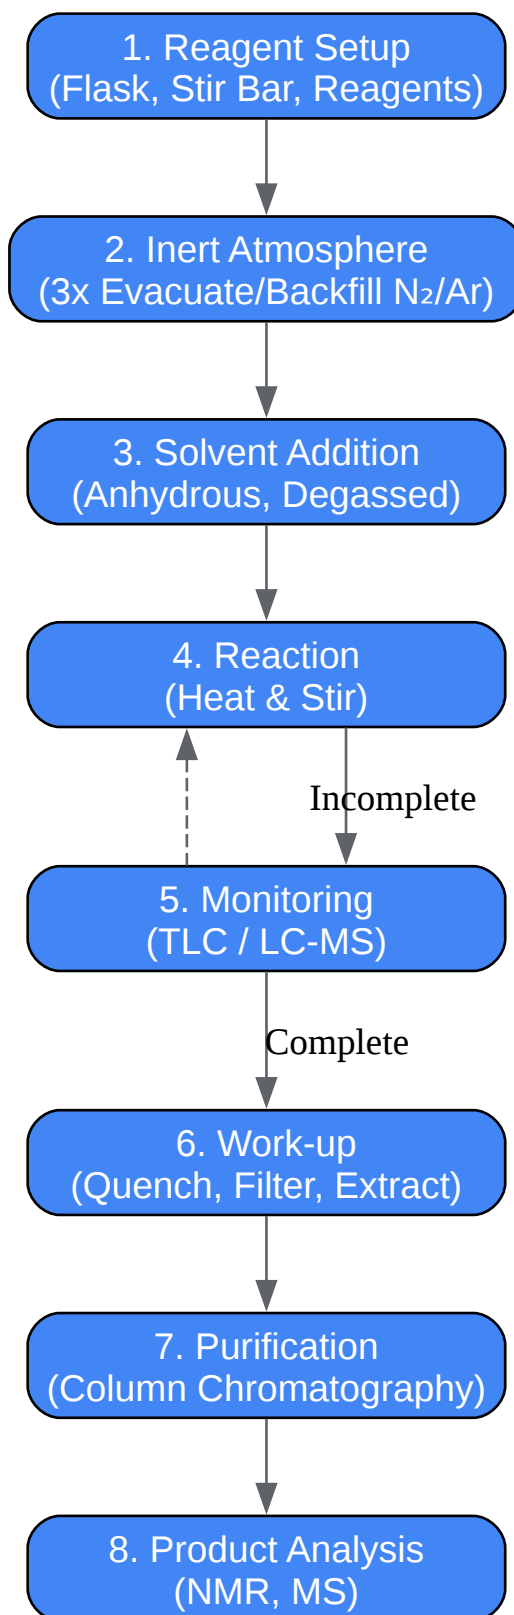 1. Reagent Setup
(Flask, Stir Bar, Reagents)
2. Inert Atmosphere
(3x Evacuate/Backfill N₂/Ar)
3. Solvent Addition
(Anhydrous, Degassed)
4. Reaction
(Heat & Stir)
Incomplete
5. Monitoring
(TLC / LC-MS)
Complete
6. Work-up
(Quench, Filter, Extract)
7. Purification
(Column Chromatography)
8. Product Analysis
(NMR, MS)